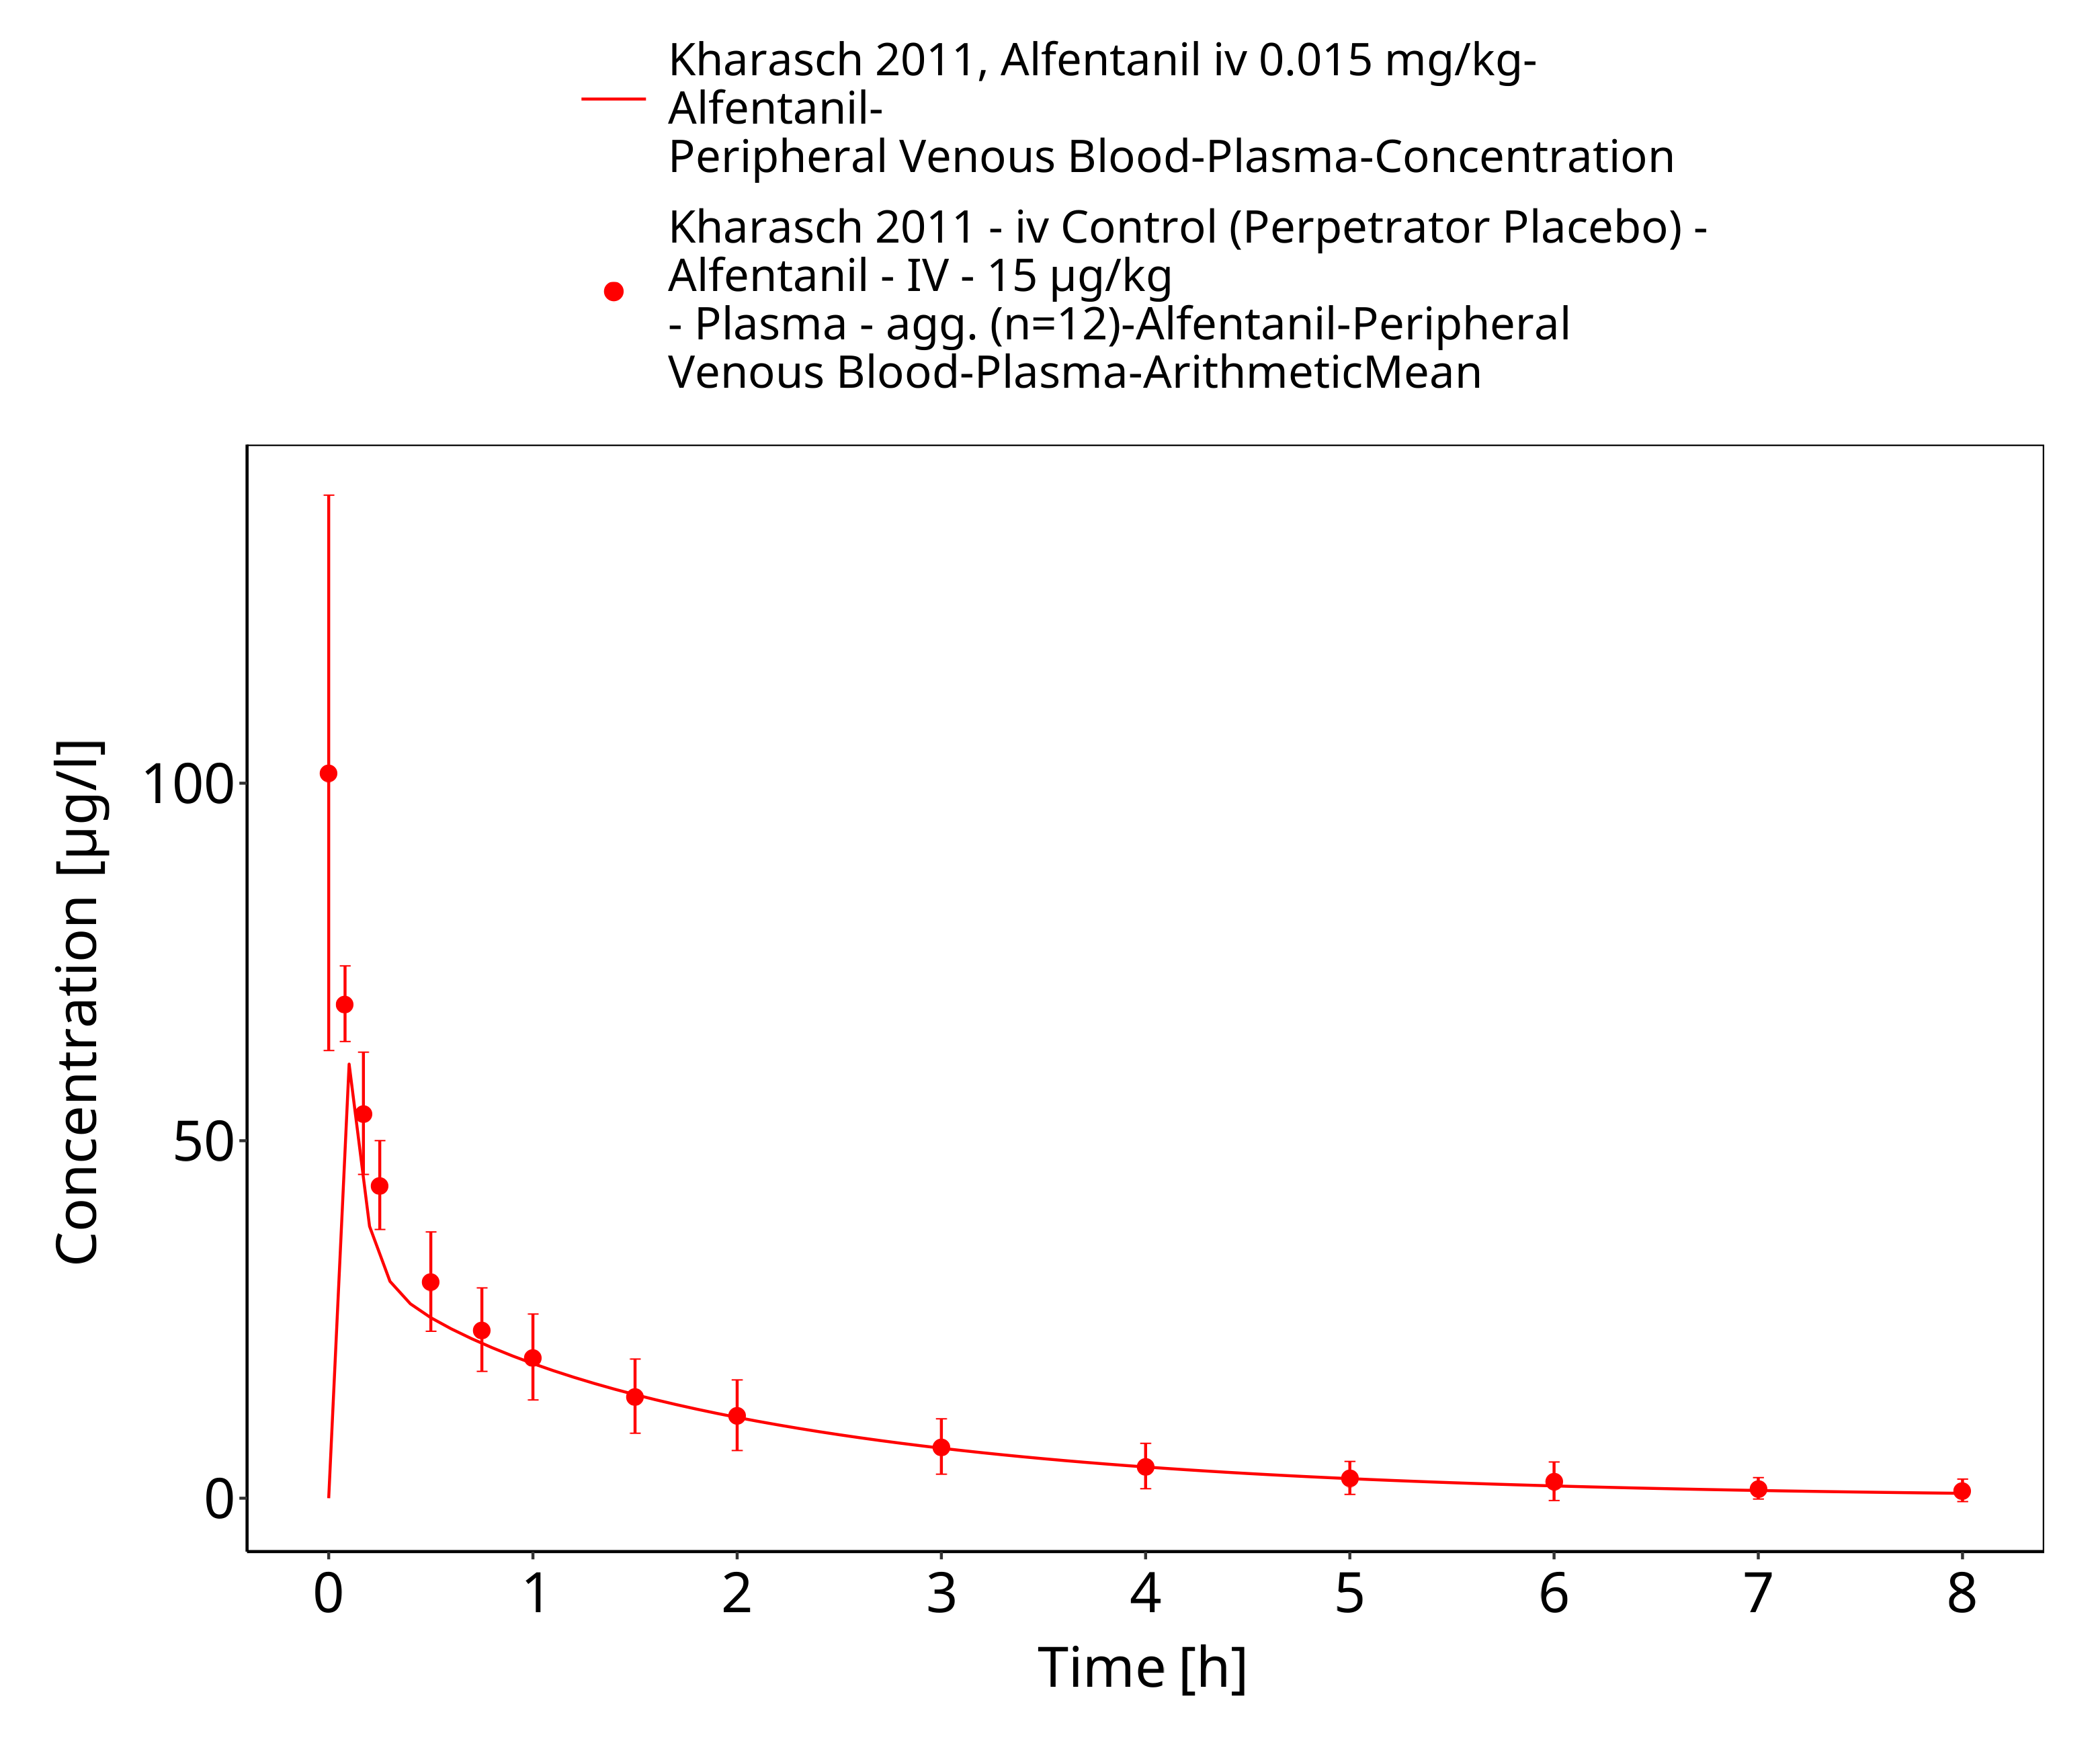 Kharasch 2011, Alfentanil iv 0.015 mg/kg-
Alfentanil-
Peripheral Venous Blood-Plasma-Concentration
Kharasch 2011 - iv Control (Perpetrator Placebo) -
Alfentanil - IV - 15 µg/kg
- Plasma - agg. (n=12)-Alfentanil-Peripheral
Venous Blood-Plasma-ArithmeticMean
Concentration [µg/l]
100
50
0
0 1 2 3 4 5 6 7 8
Time [h]